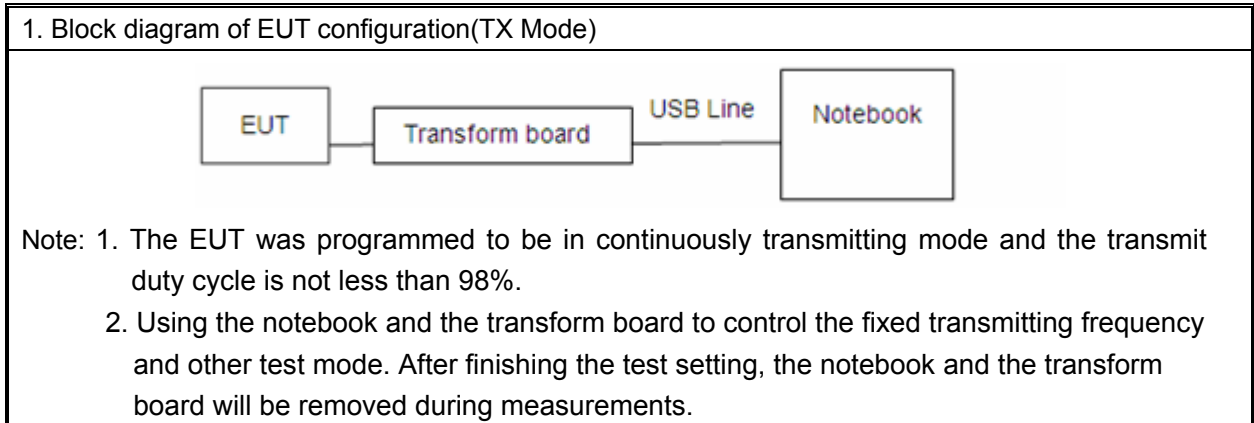 1. Block diagram of EUT configuration(TX Mode)
EUT
Transform board
USB Line
Notebook
Note: 1. The EUT was programmed to be in continuously transmitting mode and the transmit
duty cycle is not less than 98%.
2. Using the notebook and the transform board to control the fixed transmitting frequency
and other test mode. After finishing the test setting, the notebook and the transform
board will be removed during measurements.